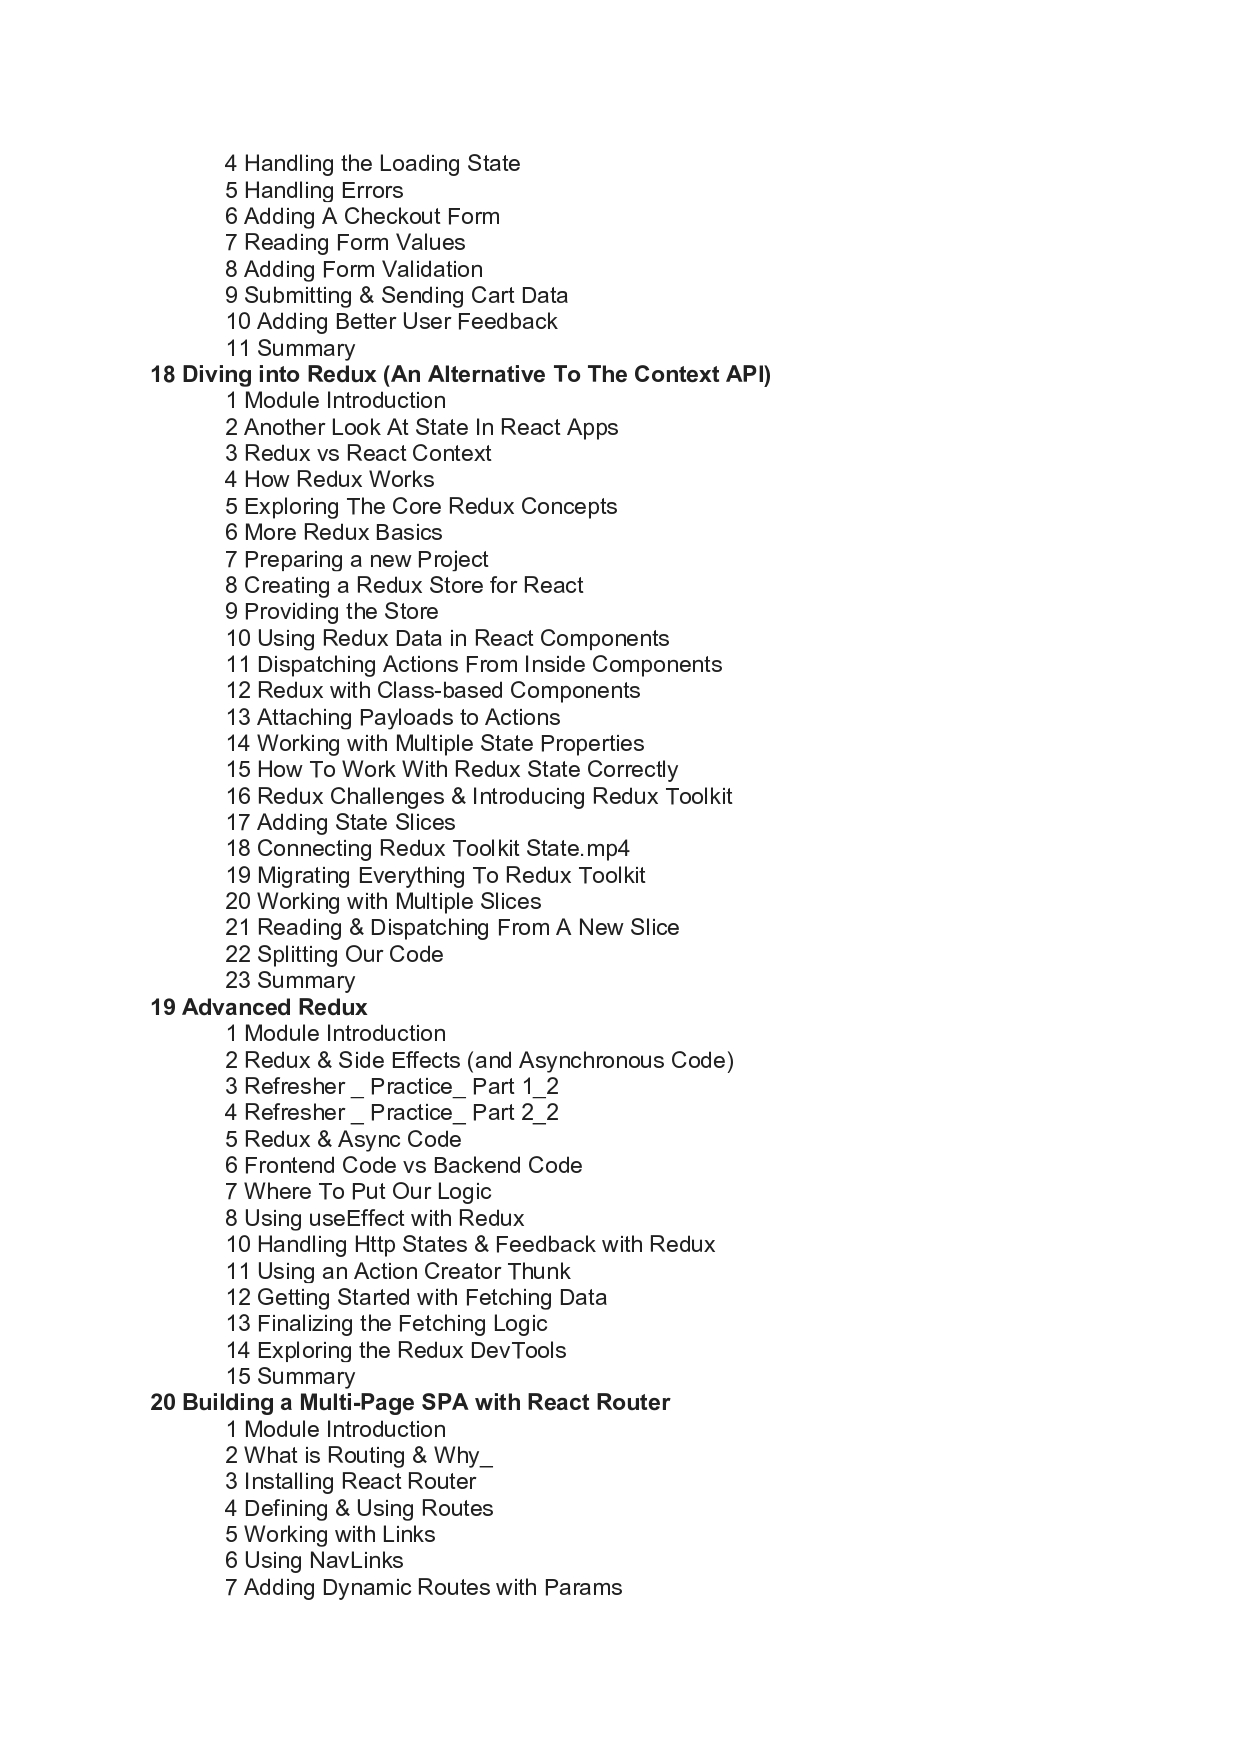 4 Handling the Loading State
5 Handling Errors
6 Adding A Checkout Form
7 Reading Form Values
8 Adding Form Validation
9 Submitting & Sending Cart Data
10 Adding Better User Feedback
11 Summary
18 Diving into Redux (An Alternative To The Context API)
1 Module Introduction
2 Another Look At State In React Apps
3 Redux vs React Context
4 How Redux Works
5 Exploring The Core Redux Concepts
6 More Redux Basics
7 Preparing a new Project
8 Creating a Redux Store for React
9 Providing the Store
10 Using Redux Data in React Components
11 Dispatching Actions From Inside Components
12 Redux with Class-based Components
13 Attaching Payloads to Actions
14 Working with Multiple State Properties
15 How To Work With Redux State Correctly
16 Redux Challenges & Introducing Redux Toolkit
17 Adding State Slices
18 Connecting Redux Toolkit State.mp4
19 Migrating Everything To Redux Toolkit
20 Working with Multiple Slices
21 Reading & Dispatching From A New Slice
22 Splitting Our Code
23 Summary
19 Advanced Redux
1 Module Introduction
2 Redux & Side Effects (and Asynchronous Code)
3 Refresher _ Practice_ Part 1_2
4 Refresher _ Practice_ Part 2_2
5 Redux & Async Code
6 Frontend Code vs Backend Code
7 Where To Put Our Logic
8 Using useEffect with Redux
10 Handling Http States & Feedback with Redux
11 Using an Action Creator Thunk
12 Getting Started with Fetching Data
13 Finalizing the Fetching Logic
14 Exploring the Redux DevTools
15 Summary
20 Building a Multi-Page SPA with React Router
1 Module Introduction
2 What is Routing & Why_
3 Installing React Router
4 Defining & Using Routes
5 Working with Links
6 Using NavLinks
7 Adding Dynamic Routes with Params